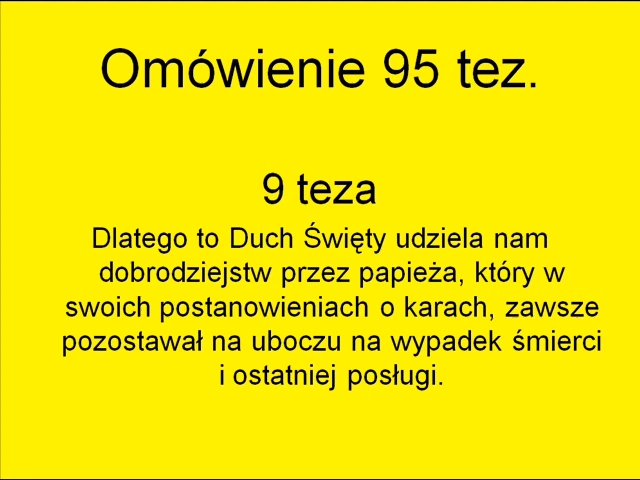 Omówienie 95 tez.
9 teza
Dlatego to Duch Święty udziela nam
dobrodziejstw przez papieża, który w
swoich postanowieniach o karach, zawsze
pozostawał na uboczu na wypadek śmierci
i ostatniej posługi.